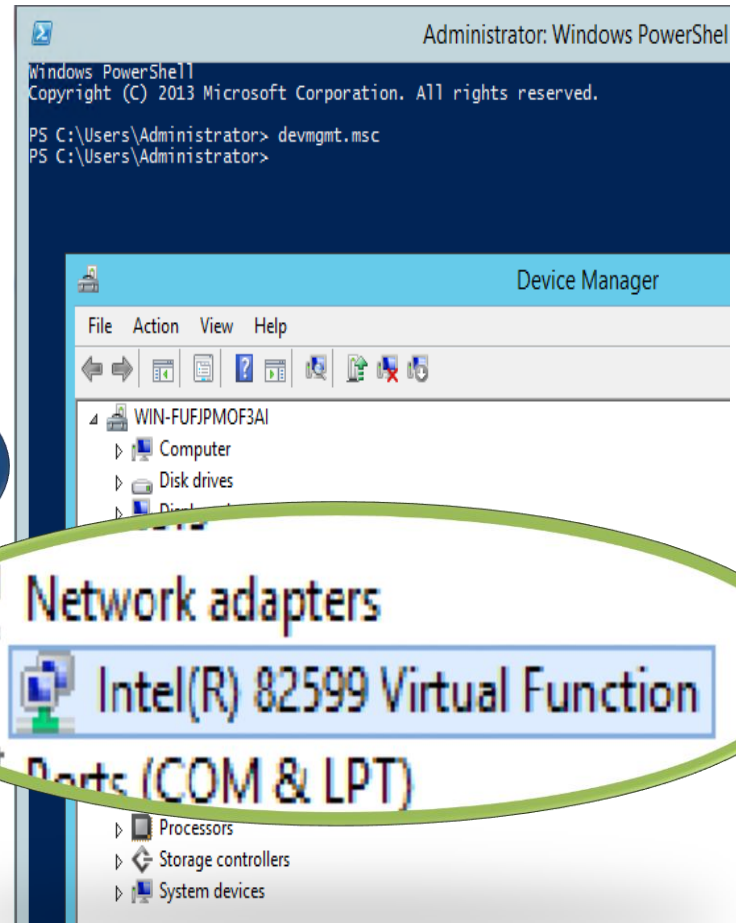 Administrator: Windows PowerShel
Windows PowerShell
Copyright (C) 2013 Microsoft Corporation. All rights reserved.
PS C:\Users\Administrator> devmgmt.msc
PS C:\Users\Administrator>
Device Manager
File Action View Help
WIN-FUFJPMOF3AI
Computer
Disk drives
Network adapters
Intel(R) 82599 Virtual Function
Ports (COM & LPT)
Processors
Storage controllers
System devices